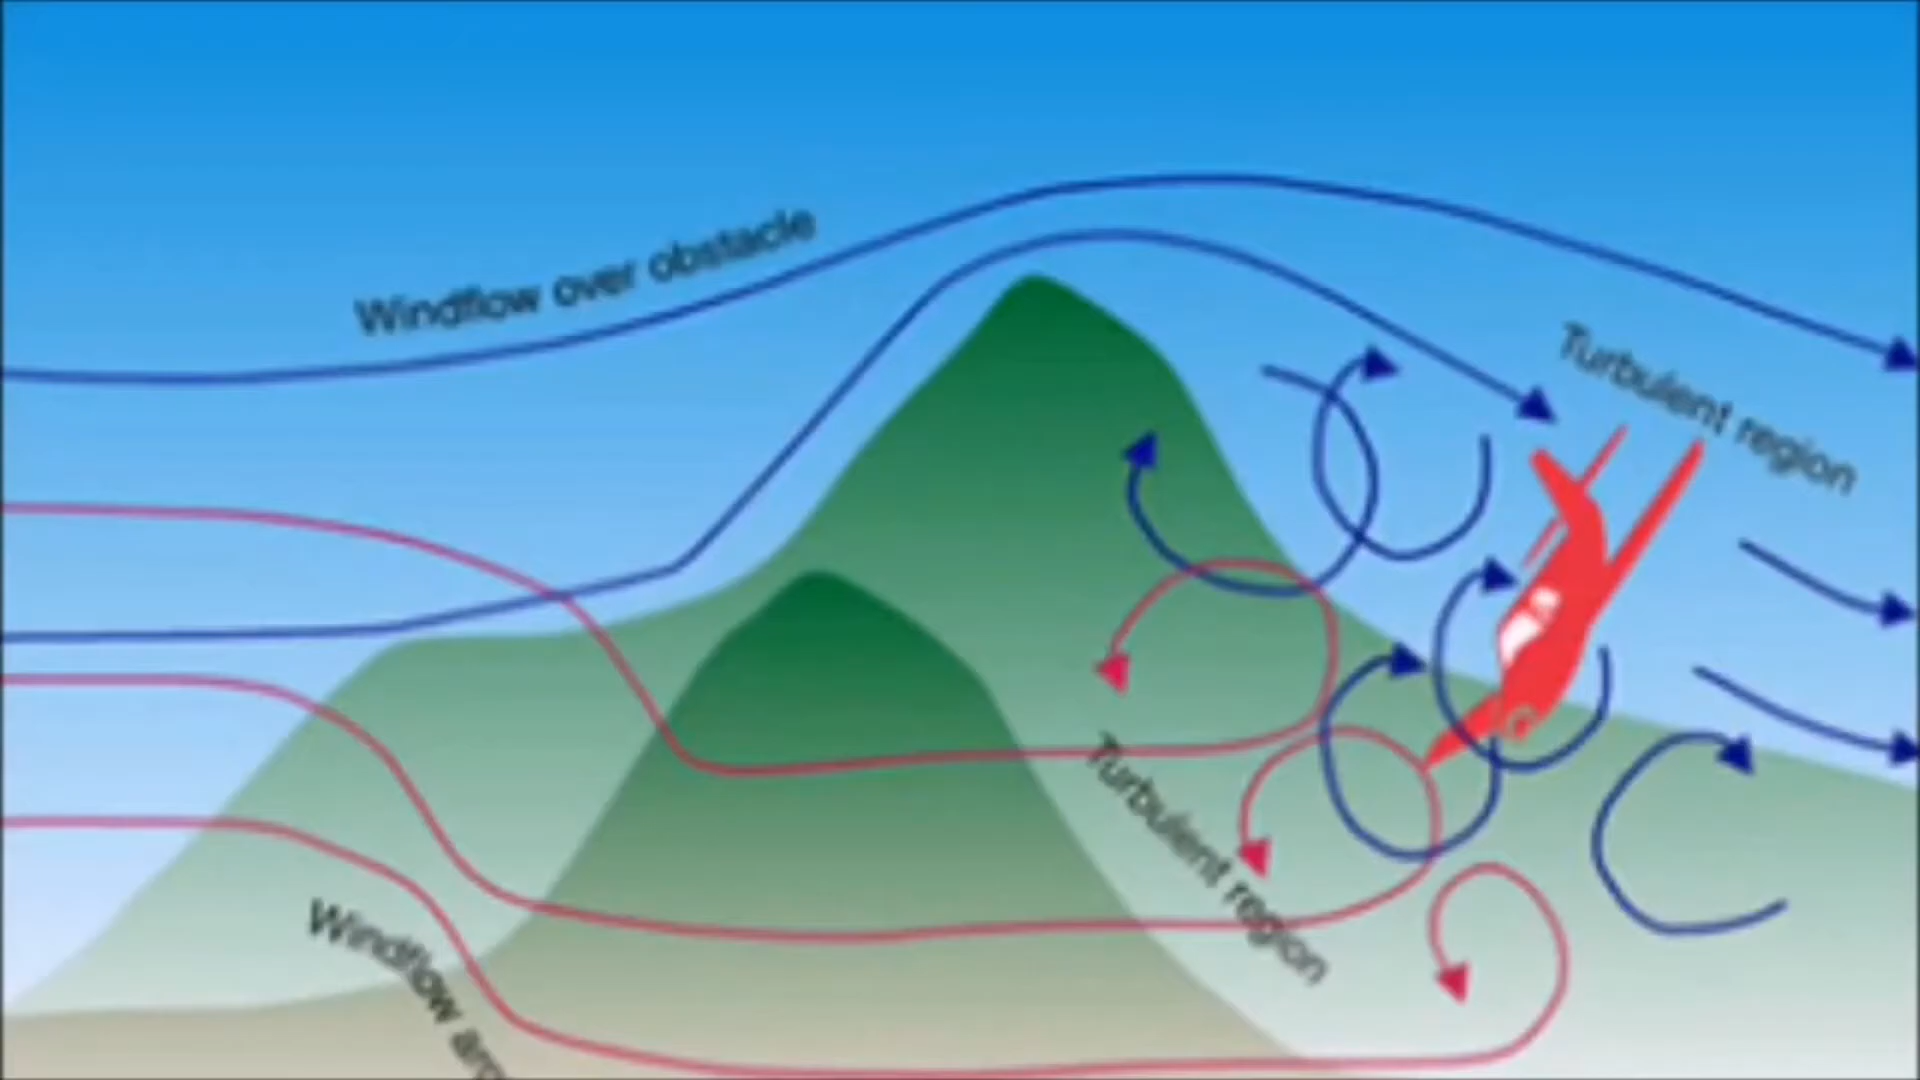 Windflow over obstacle
Turbulent region
Turbulent region
Windflow